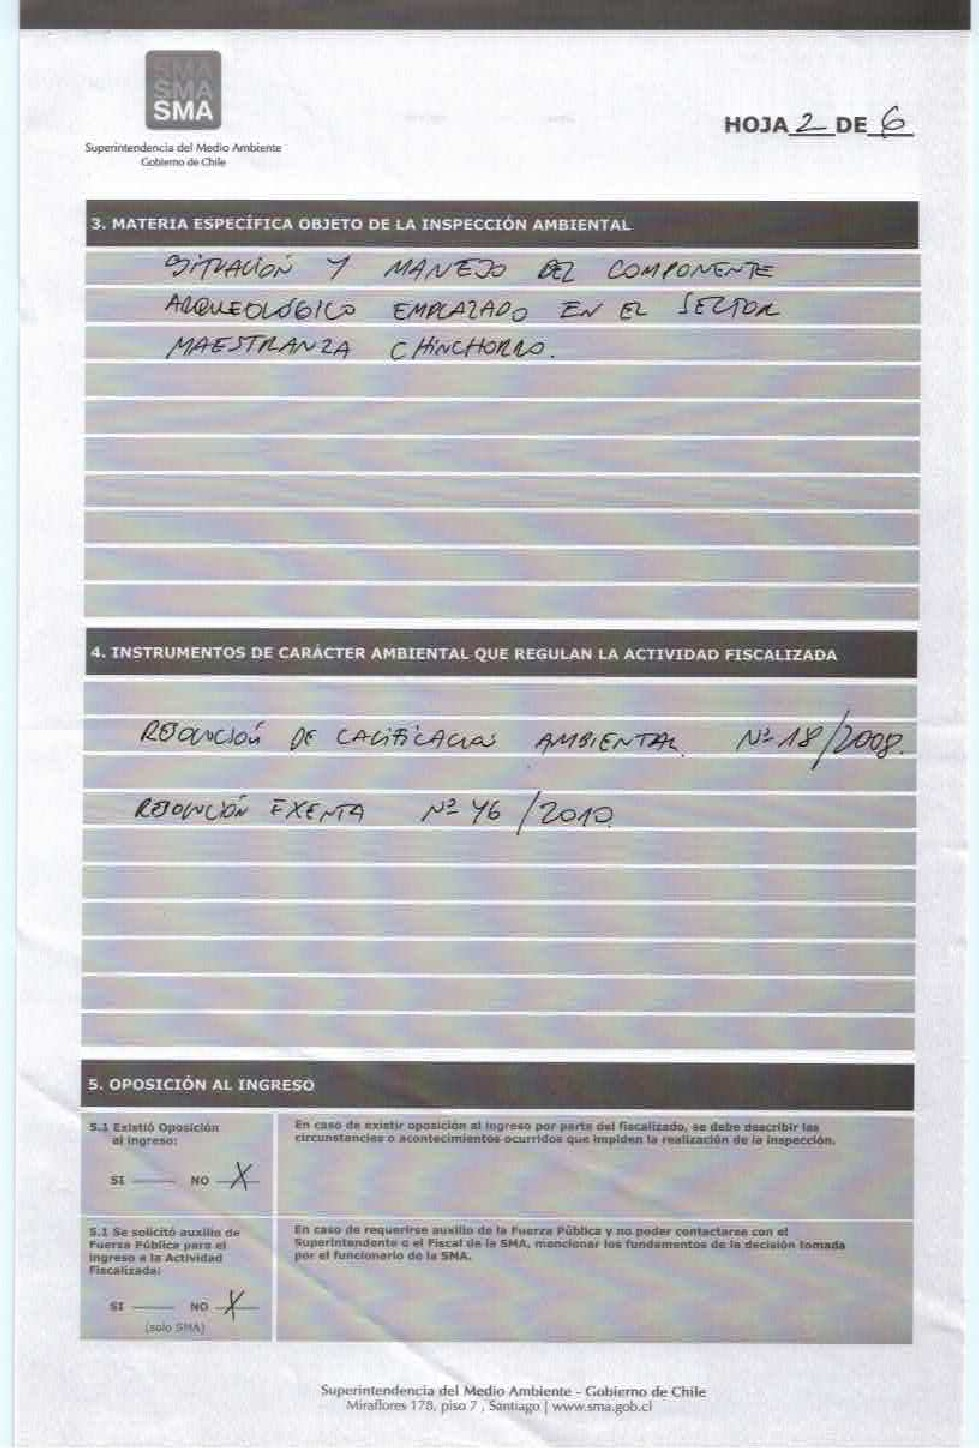 SMA
SMA
SMA
Superintendencia del Medio Ambiente
Gobierno de Chile
HOJA 2 DE 6
3. MATERIA ESPECÍFICA OBJETO DE LA INSPECCIÓN AMBIENTAL
SITUACIÓN Y MANEJO DEL COMPONENTE
ARQUEOLÓGICO EMPLAZADO EN EL SECTOR
MAESTRANZA CHINCHORRO.
4. INSTRUMENTOS DE CARÁCTER AMBIENTAL QUE REGULAN LA ACTIVIDAD FISCALIZADA
RESOLUCIÓN DE CALIFICACIÓN AMBIENTAL Nº 18/2008.
RESOLUCIÓN EXENTA Nº 46/2010
5. OPOSICIÓN AL INGRESO
5.1 Existió Oposición
al ingreso:
SI NO X
En caso de existir oposición al ingreso por parte del fiscalizado, se debe describir las
circunstancias o acontecimientos ocurridos que impiden la realización de la inspección.
5.1 Se solicitó auxilio de
Fuerza Pública para el
ingreso a la Actividad
Fiscalizada:
SI NO X
(solo SMA)
En caso de requerirse auxilio de la Fuerza Pública y no poder contactarse con el
Superintendente o el Fiscal de la SMA, mencionar los fundamentos de la decisión tomada
por el funcionario de la SMA.
Superintendencia del Medio Ambiente - Gobierno de Chile
Miraflores 178, piso 7, Santiago | www.sma.gob.cl